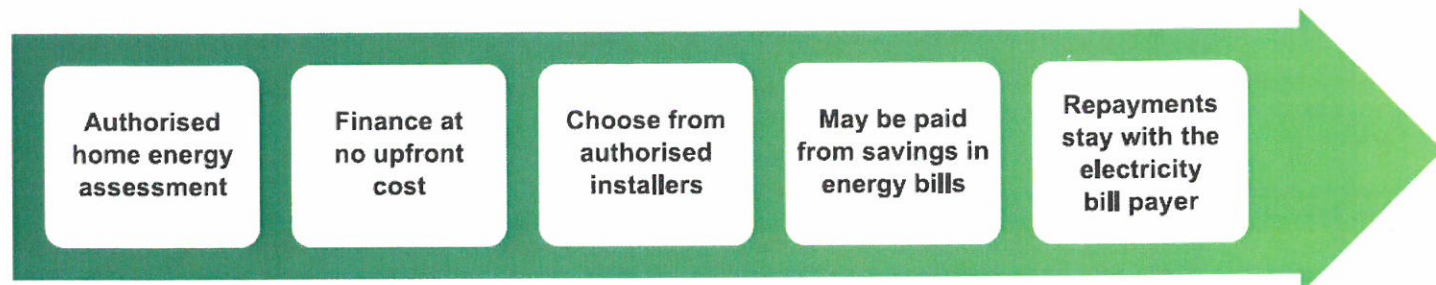 Authorised
home energy
assessment
Finance at
no upfront
cost
Choose from
authorised
installers
May be paid
from savings in
energy bills
Repayments
stay with the
electricity
bill payer